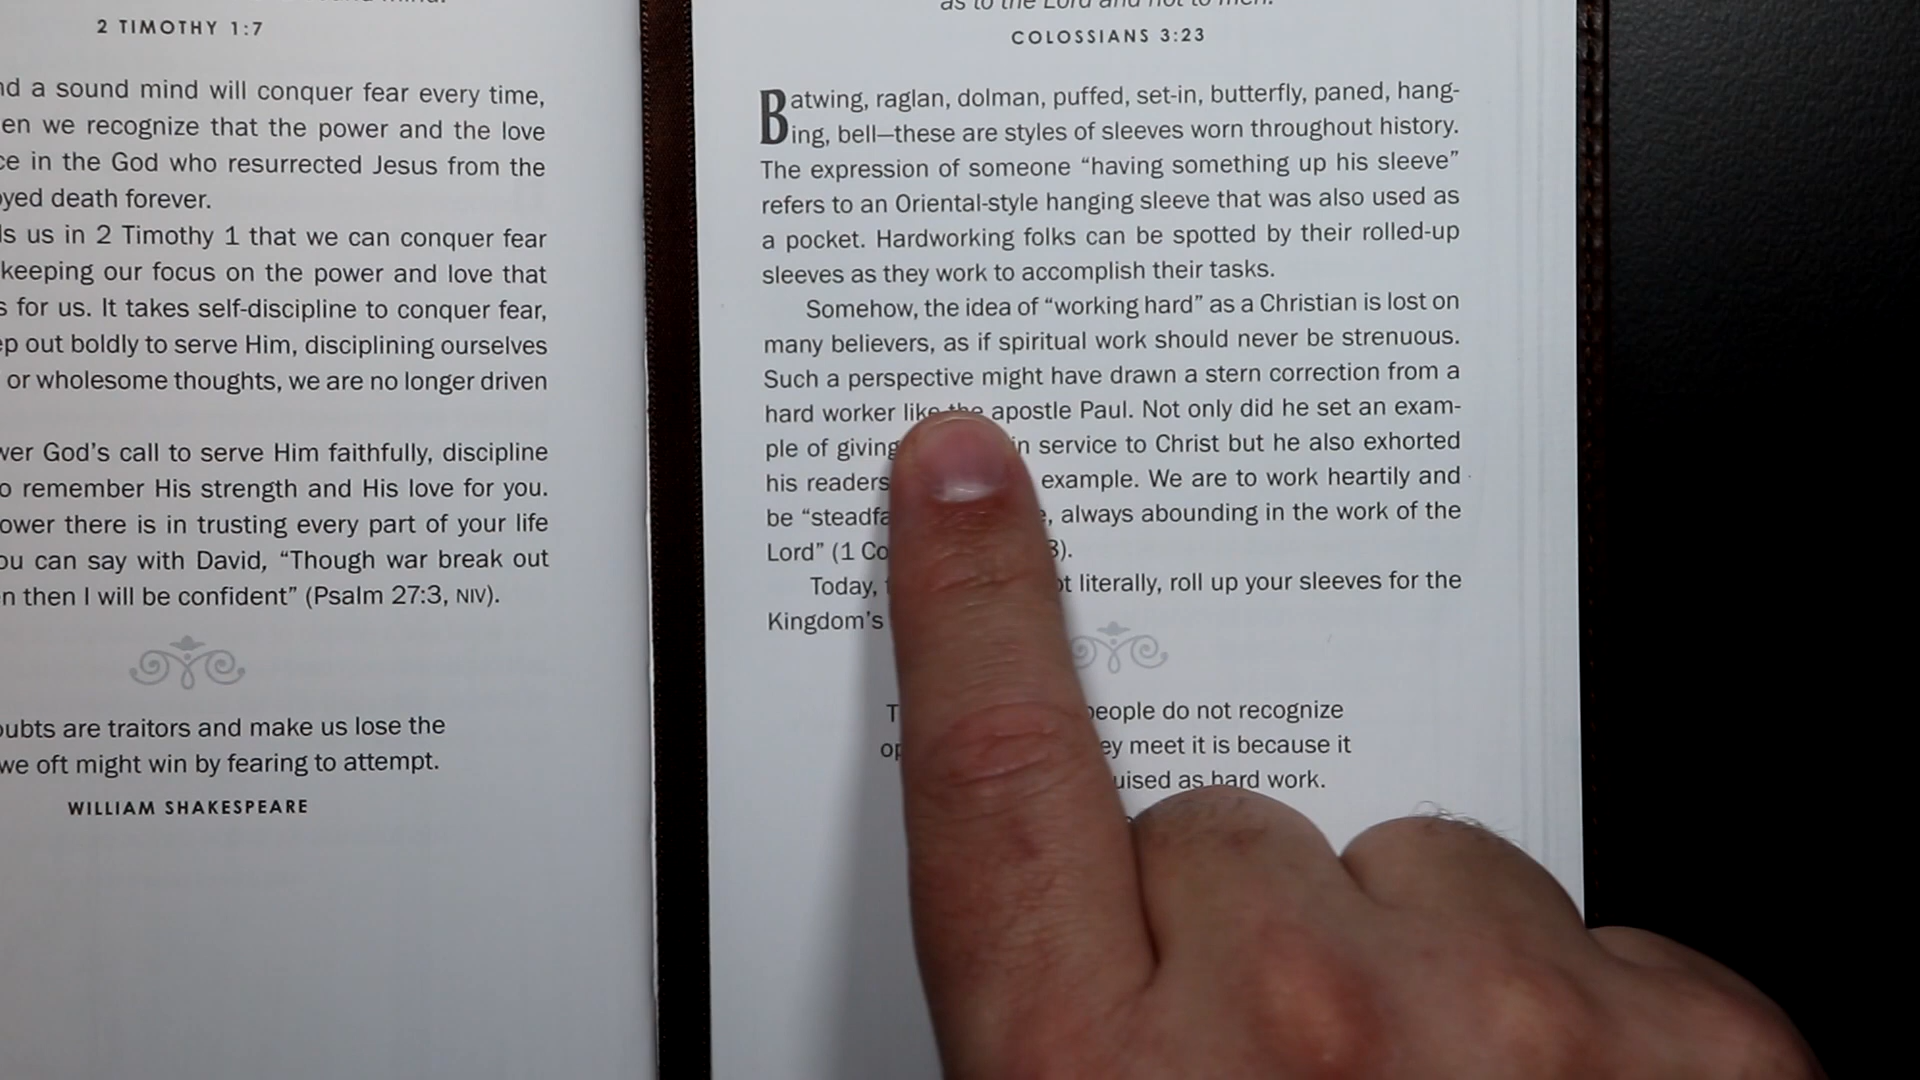 2 TIMOTHY 1:7
nd a sound mind will conquer fear every time,
en we recognize that the power and the love
ce in the God who resurrected Jesus from the
oyed death forever.
ls us in 2 Timothy 1 that we can conquer fear
keeping our focus on the power and love that
s for us. It takes self-discipline to conquer fear,
ep out boldly to serve Him, disciplining ourselves
or wholesome thoughts, we are no longer driven
wer God's call to serve Him faithfully, discipline
o remember His strength and His love for you.
ower there is in trusting every part of your life
ou can say with David, “Though war break out
n then I will be confident” (Psalm 27:3, NIV).
oubts are traitors and make us lose the
we oft might win by fearing to attempt.
WILLIAM SHAKESPEARE
as to the Lord and not to men.
COLOSSIANS 3:23
Batwing, raglan, dolman, puffed, set-in, butterfly, paned, hang-
ing, bell—these are styles of sleeves worn throughout history.
The expression of someone “having something up his sleeve”
refers to an Oriental-style hanging sleeve that was also used as
a pocket. Hardworking folks can be spotted by their rolled-up
sleeves as they work to accomplish their tasks.
Somehow, the idea of “working hard” as a Christian is lost on
many believers, as if spiritual work should never be strenuous.
Such a perspective might have drawn a stern correction from a
hard worker like the apostle Paul. Not only did he set an exam-
ple of giving in service to Christ but he also exhorted
his readers example. We are to work heartily and
be “steadfa , always abounding in the work of the
Lord” (1 Co 3).
Today, t literally, roll up your sleeves for the
Kingdom's
T people do not recognize
op ey meet it is because it
uised as hard work.